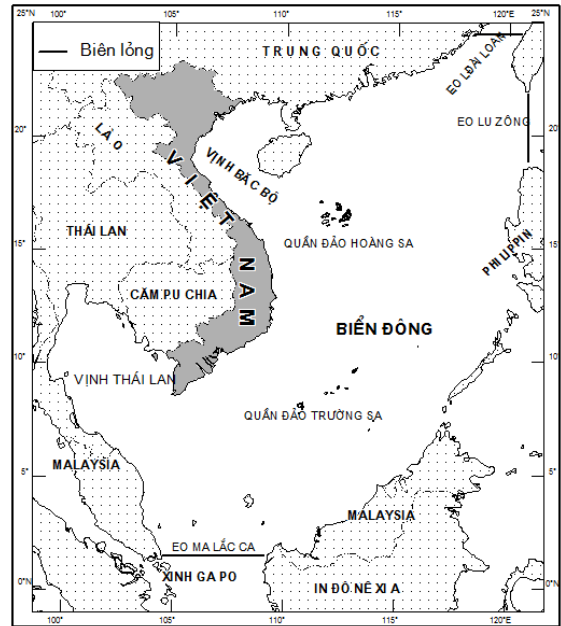 25°N 100° 105° 110° 115° 120°E 25°N
Biên lỏng
TRUNG QUỐC
EO LĐÀI LOAN
EO LU ZÔNG
20° 20°
LÀ O
VỊNH BẮC BỘ
VIỆT NAM
THÁI LAN
QUẦN ĐẢO HOÀNG SA
PHILIPPIN
15° 15°
CĂM PU CHIA
BIỂN ĐÔNG
10° 10°
VỊNH THÁI LAN
QUẦN ĐẢO TRƯỜNG SA
5° 5°
MALAYSIA
MALAYSIA
EO MA LẮC CA
XINH GA PO
IN ĐÔ NÊ XI A
0°N 0°N
100° 105° 110° 115° 120°E